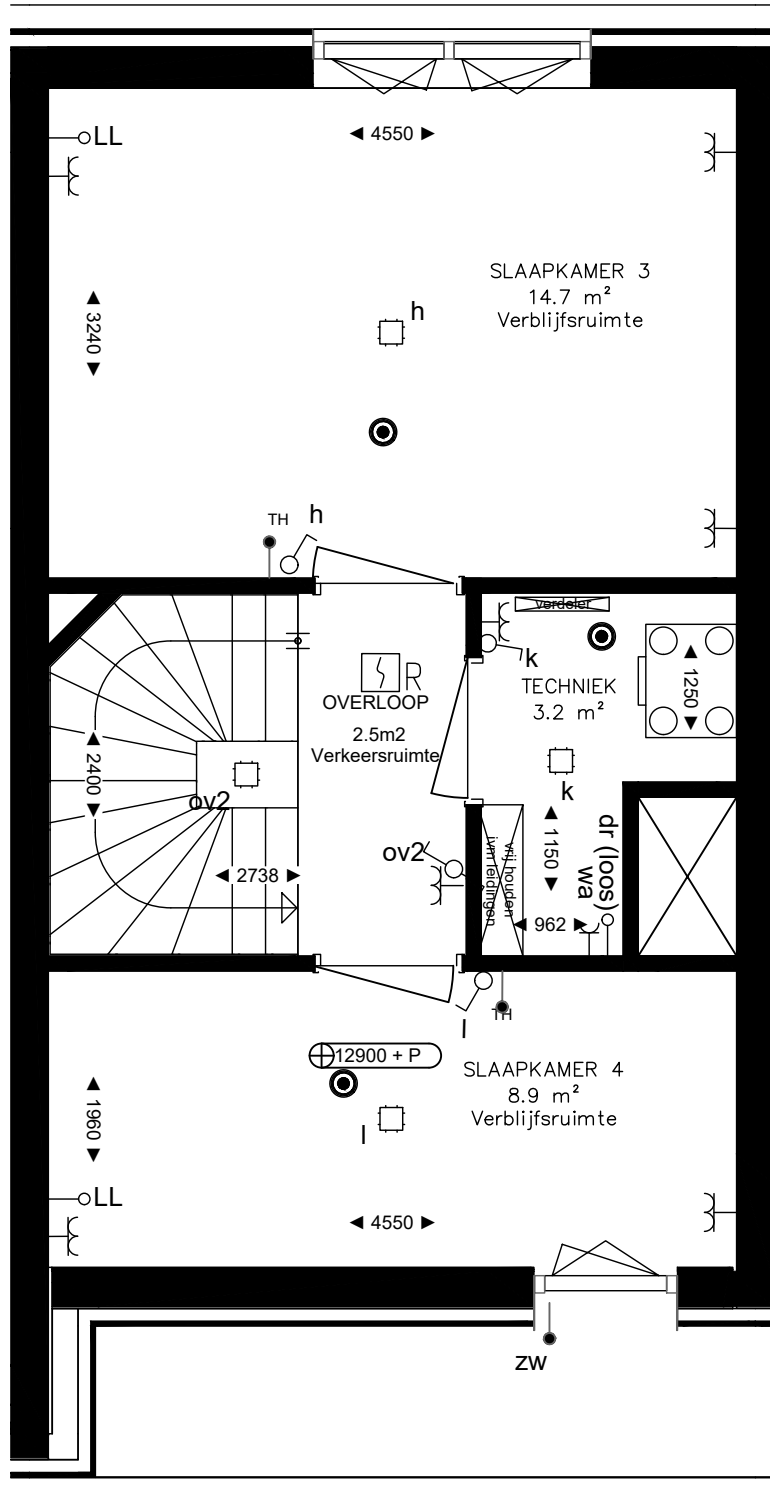 LL
◄ 4550 ►
SLAAPKAMER 3
14.7 m²
Verblijfsruimte
h
◄ 3240 ►
TH
h
verdeler
k
R
OVERLOOP
2.5m2
Verkeersruimte
TECHNIEK
3.2 m²
◄ 1250 ►
◄ 2400 ►
ov2
k
ov2
◄ 2738 ►
vrij houden
ivm leidingen
◄ 1150 ►
dr (loos)
wa
◄ 962 ►
l
TH
12900 + P
SLAAPKAMER 4
8.9 m²
Verblijfsruimte
◄ 1960 ►
l
LL
◄ 4550 ►
zw